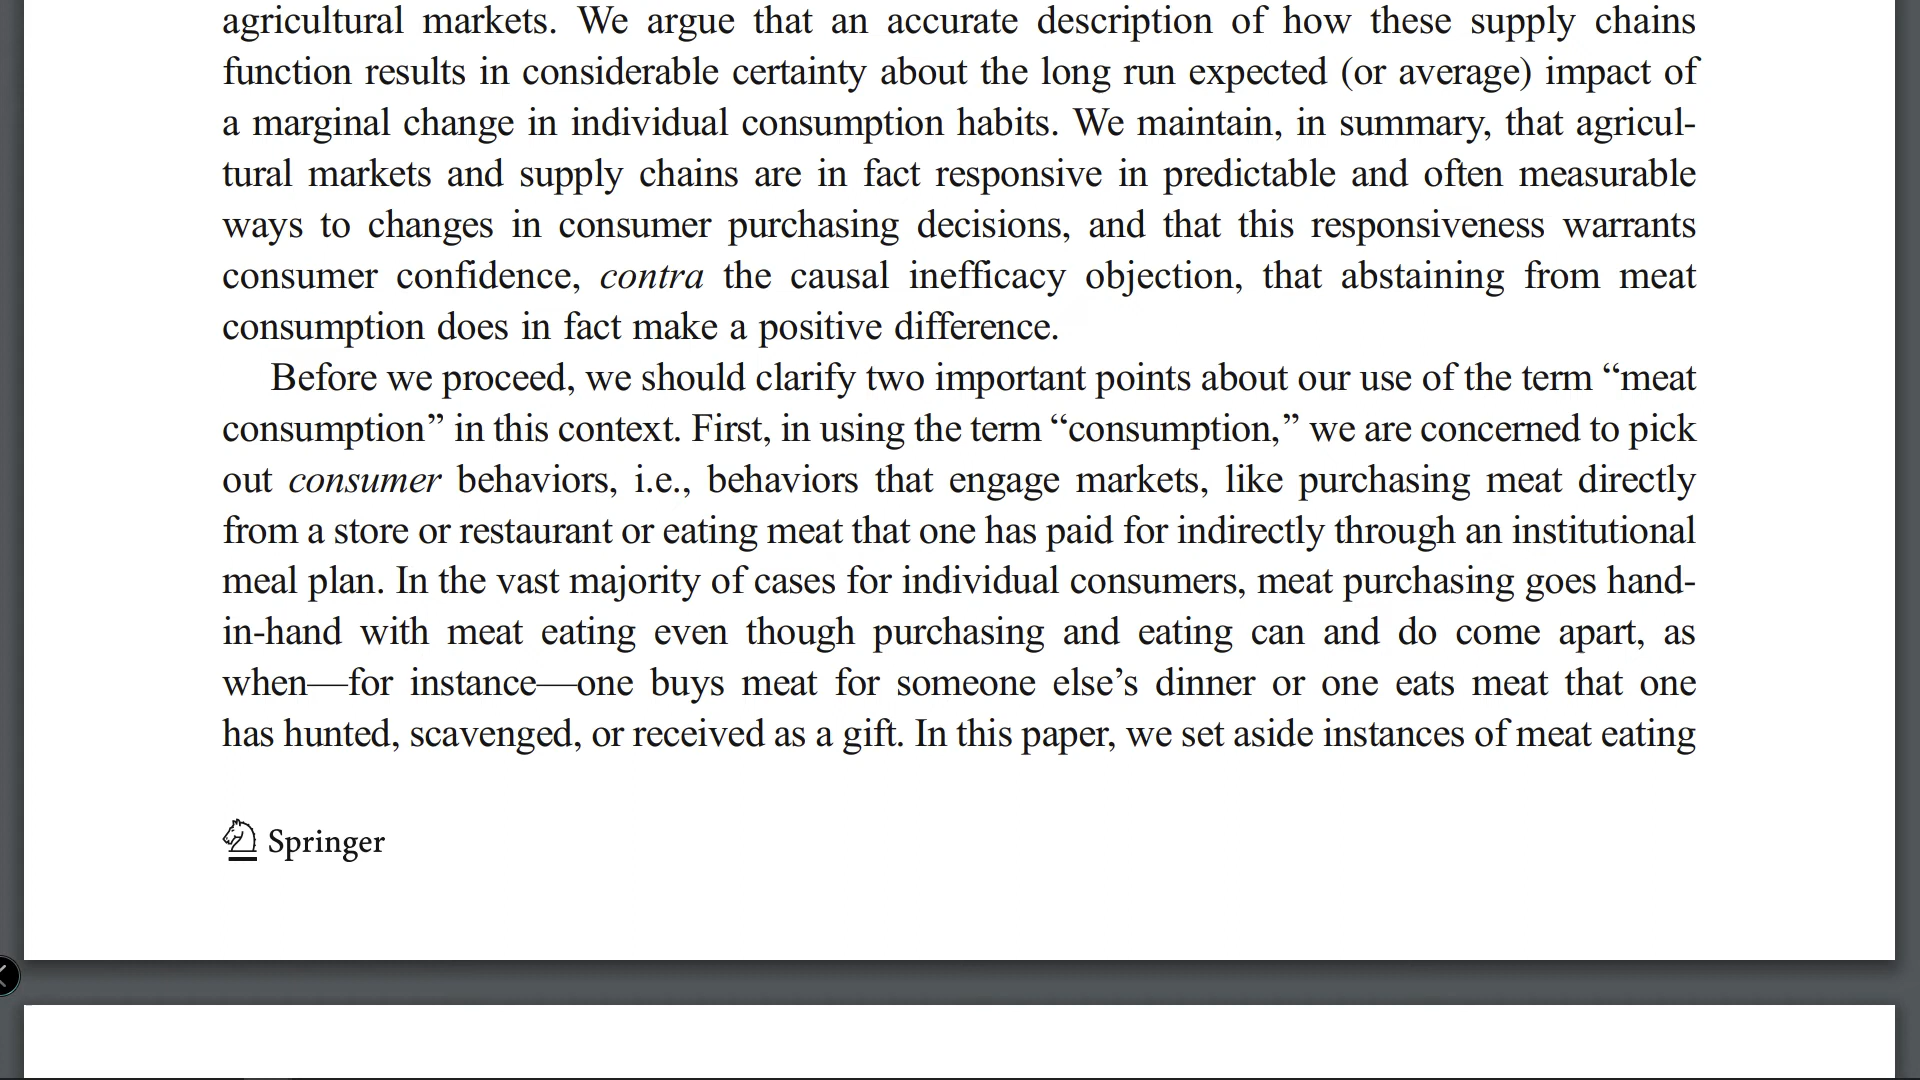 agricultural markets. We argue that an accurate description of how these supply chains
function results in considerable certainty about the long run expected (or average) impact of
a marginal change in individual consumption habits. We maintain, in summary, that agricul-
tural markets and supply chains are in fact responsive in predictable and often measurable
ways to changes in consumer purchasing decisions, and that this responsiveness warrants
consumer confidence, contra the causal inefficacy objection, that abstaining from meat
consumption does in fact make a positive difference.
Before we proceed, we should clarify two important points about our use of the term “meat
consumption” in this context. First, in using the term “consumption,” we are concerned to pick
out consumer behaviors, i.e., behaviors that engage markets, like purchasing meat directly
from a store or restaurant or eating meat that one has paid for indirectly through an institutional
meal plan. In the vast majority of cases for individual consumers, meat purchasing goes hand-
in-hand with meat eating even though purchasing and eating can and do come apart, as
when—for instance—one buys meat for someone else’s dinner or one eats meat that one
has hunted, scavenged, or received as a gift. In this paper, we set aside instances of meat eating
Springer